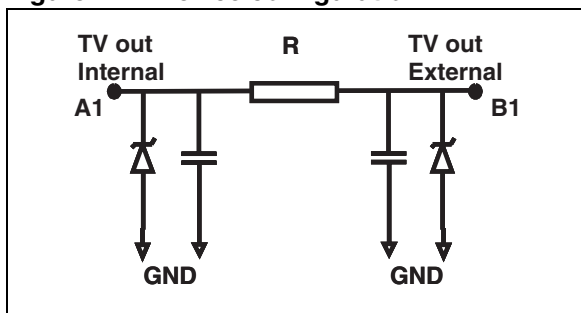 TV out
Internal
R
TV out
External
A1
B1
GND
GND